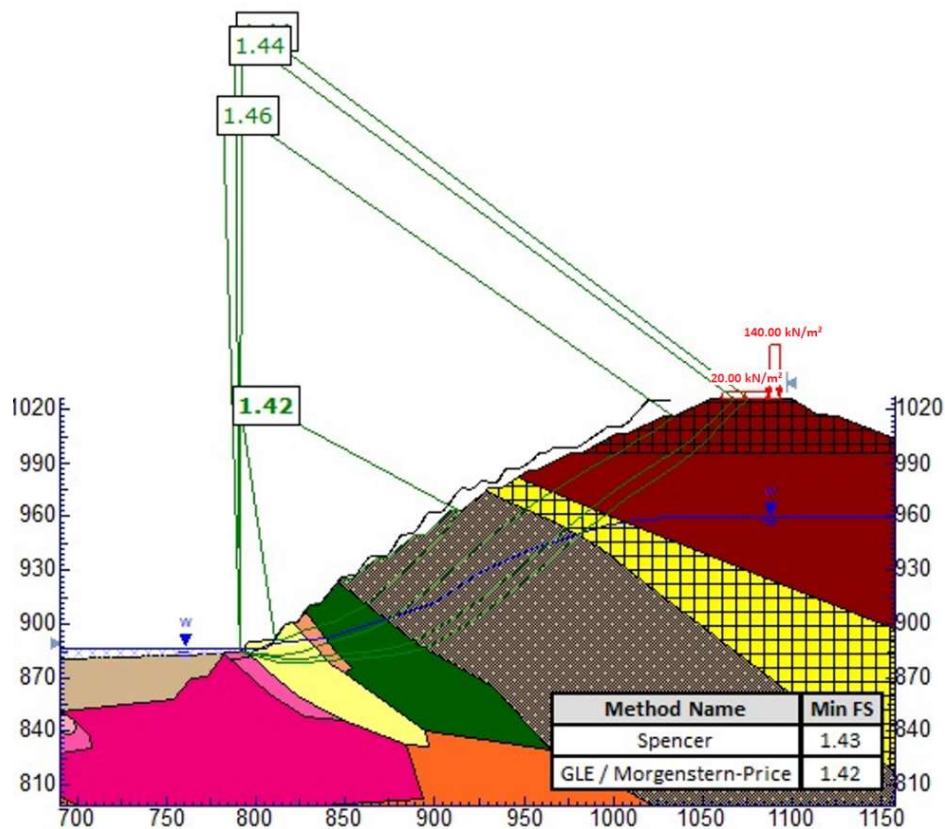 1.44
1.46
140.00 kN/m²
20.00 kN/m²
1.42
1020
1020
990
990
960
960
930
930
900
900
870
870
840
840
810
810
W
W
Method Name Min FS
Spencer 1.43
GLE / Morgenstern-Price 1.42
700 750 800 850 900 950 1000 1050 1100 1150